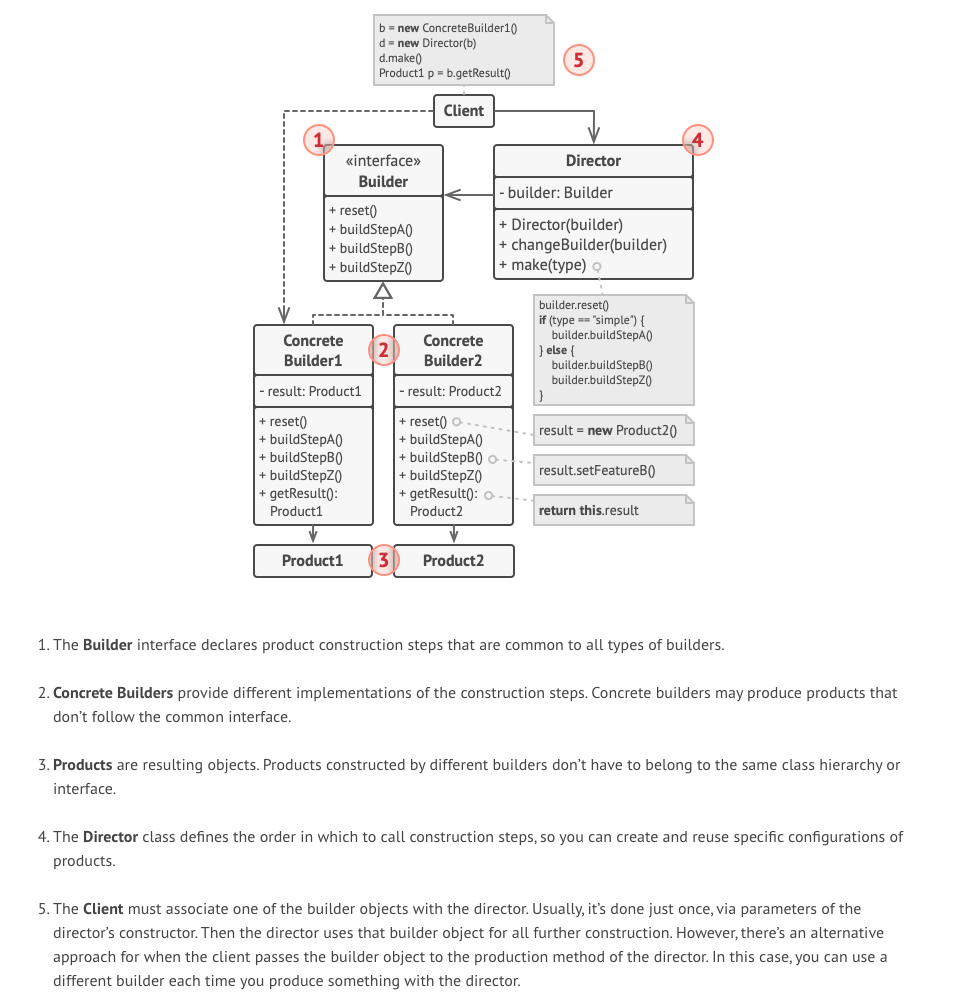 b = new ConcreteBuilder1()
d = new Director(b)
d.make()
Product1 p = b.getResult()
5
Client
1
«interface»
Builder
+ reset()
+ buildStepA()
+ buildStepB()
+ buildStepZ()
4
Director
- builder: Builder
+ Director(builder)
+ changeBuilder(builder)
+ make(type)
builder.reset()
if (type == "simple") {
builder.buildStepA()
} else {
builder.buildStepB()
builder.buildStepZ()
}
2
Concrete
Builder1
- result: Product1
+ reset()
+ buildStepA()
+ buildStepB()
+ buildStepZ()
+ getResult():
Product1
Concrete
Builder2
- result: Product2
+ reset()
+ buildStepA()
+ buildStepB()
+ buildStepZ()
+ getResult():
Product2
result = new Product2()
result.setFeatureB()
return this.result
Product1
3
Product2
1. The Builder interface declares product construction steps that are common to all types of builders.
2. Concrete Builders provide different implementations of the construction steps. Concrete builders may produce products that
don’t follow the common interface.
3. Products are resulting objects. Products constructed by different builders don’t have to belong to the same class hierarchy or
interface.
4. The Director class defines the order in which to call construction steps, so you can create and reuse specific configurations of
products.
5. The Client must associate one of the builder objects with the director. Usually, it’s done just once, via parameters of the
director’s constructor. Then the director uses that builder object for all further construction. However, there’s an alternative
approach for when the client passes the builder object to the production method of the director. In this case, you can use a
different builder each time you produce something with the director.